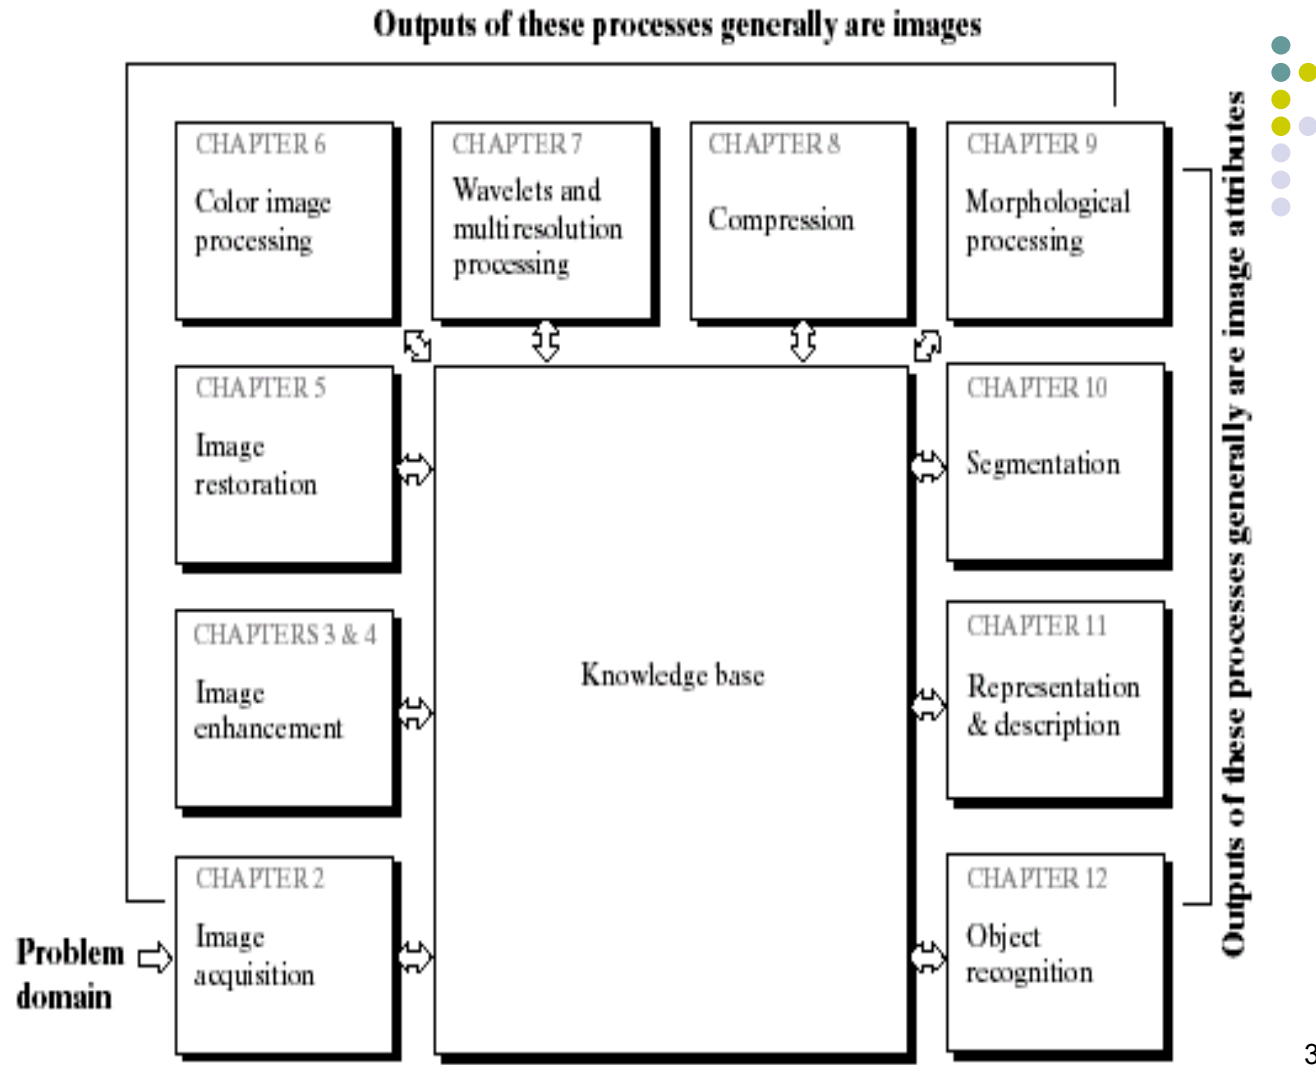 Outputs of these processes generally are images
CHAPTER 6
Color image
processing
CHAPTER 7
Wavelets and
multiresolution
processing
CHAPTER 8
Compression
CHAPTER 9
Morphological
processing
CHAPTER 5
Image
restoration
CHAPTER 10
Segmentation
CHAPTERS 3 & 4
Image
enhancement
Knowledge base
CHAPTER 11
Representation
& description
CHAPTER 2
Image
acquisition
CHAPTER 12
Object
recognition
Problem
domain
Outputs of these processes generally are image attributes
3